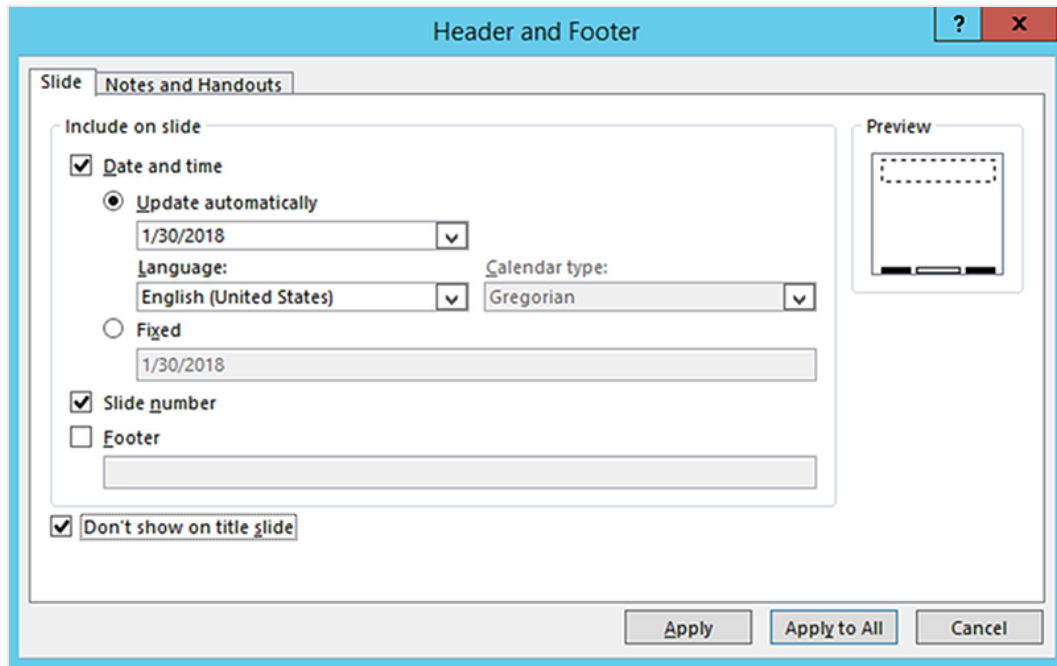 Header and Footer
? x
Slide Notes and Handouts
Include on slide
Preview
Date and time
Update automatically
1/30/2018
Language: Calendar type:
English (United States) Gregorian
Fixed
1/30/2018
Slide number
Footer
Don't show on title slide
Apply Apply to All Cancel